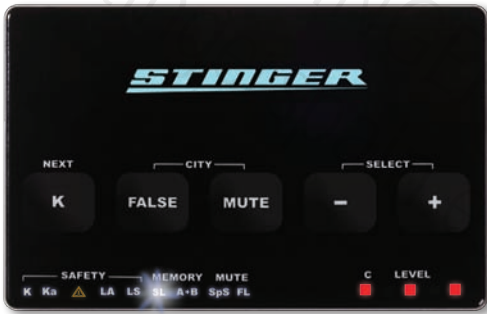 STINGER
NEXT CITY SELECT
K FALSE MUTE − +
SAFETY MEMORY MUTE C LEVEL
K Ka ⚠ LA LS SL A+B SpS FL